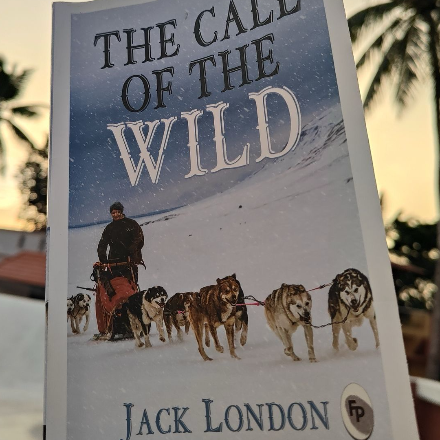 THE CALL
OF THE
WILD
JACK LONDON
FP